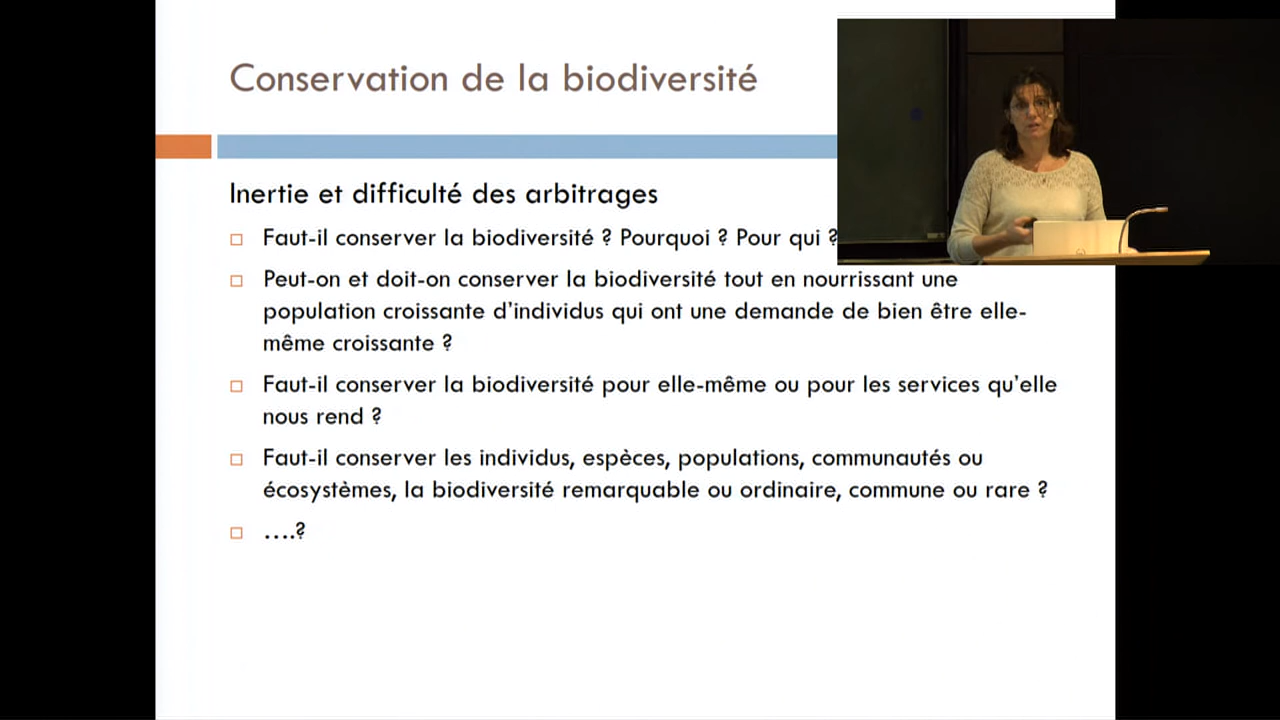 Conservation de la biodiversité
Inertie et difficulté des arbitrages
Faut-il conserver la biodiversité ? Pourquoi ? Pour qui ?
Peut-on et doit-on conserver la biodiversité tout en nourrissant une
population croissante d'individus qui ont une demande de bien être elle-
même croissante ?
Faut-il conserver la biodiversité pour elle-même ou pour les services qu'elle
nous rend ?
Faut-il conserver les individus, espèces, populations, communautés ou
écosystèmes, la biodiversité remarquable ou ordinaire, commune ou rare ?
….?